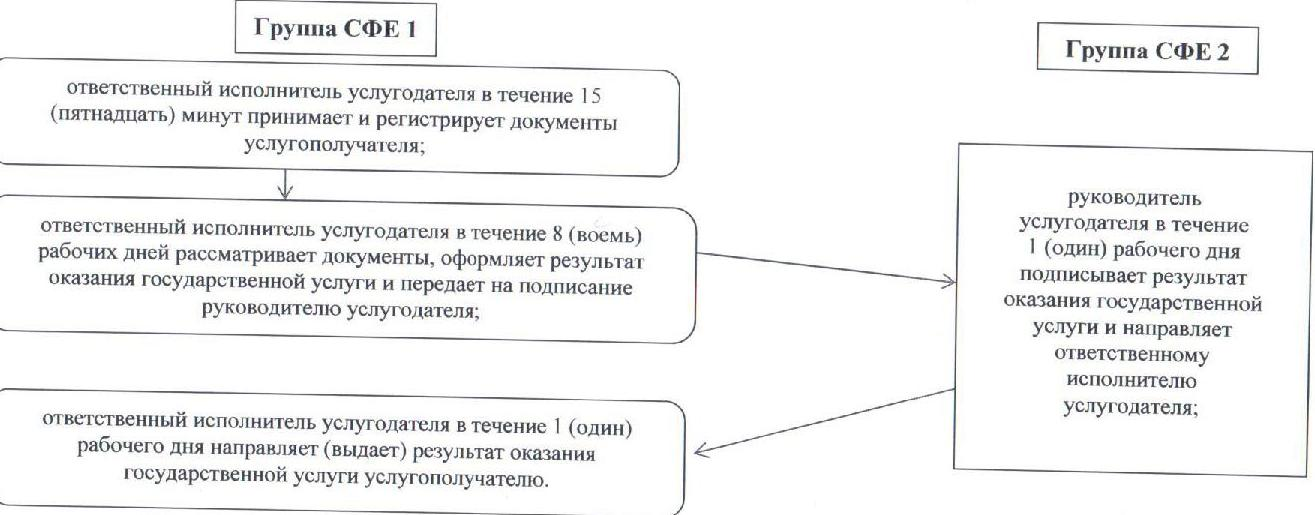 Группа СФЕ 1
ответственный исполнитель услугодателя в течение 15
(пятнадцать) минут принимает и регистрирует документы
услугополучателя;
ответственный исполнитель услугодателя в течение 8 (воемь)
рабочих дней рассматривает документы, оформляет результат
оказания государственной услуги и передает на подписание
руководителю услугодателя;
Группа СФЕ 2
руководитель
услугодателя в течение
1 (один) рабочего дня
подписывает результат
оказания государственной
услуги и направляет
ответственному
исполнителю
услугодателя;
ответственный исполнитель услугодателя в течение 1 (один)
рабочего дня направляет (выдает) результат оказания
государственной услуги услугополучателю.